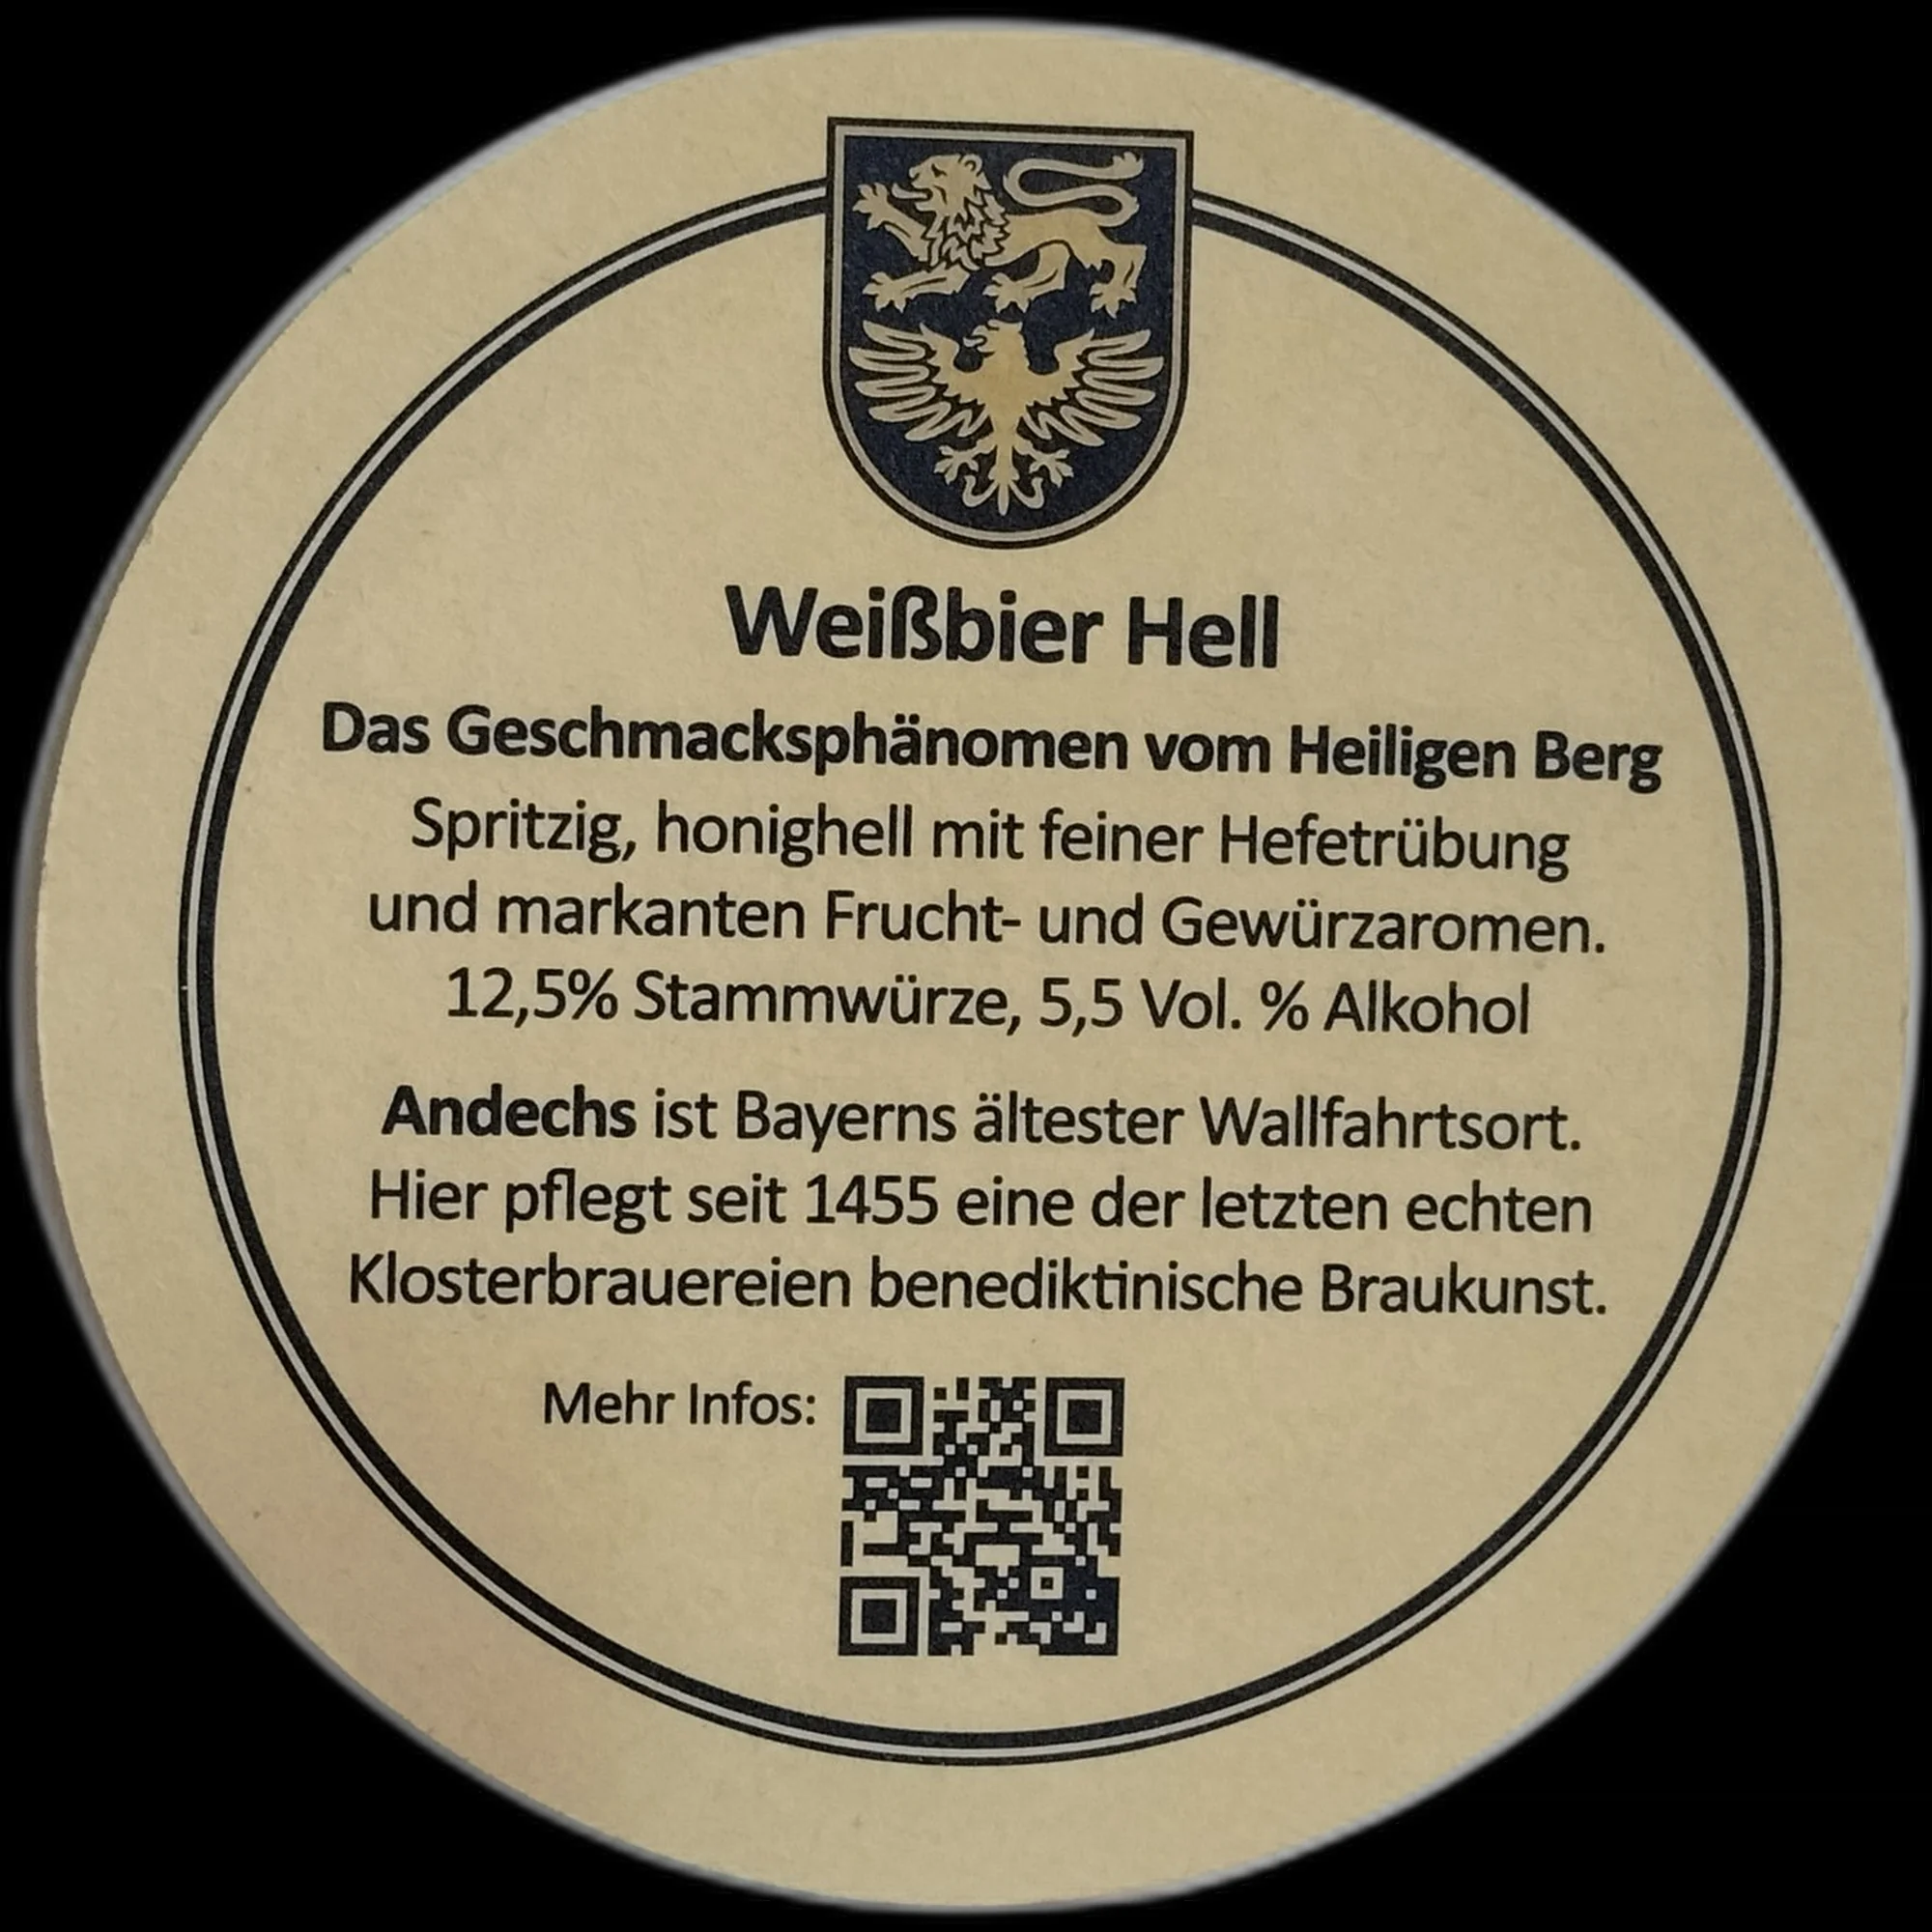 Weißbier Hell
Das Geschmacksphänomen vom Heiligen Berg
Spritzig, honighell mit feiner Hefetrübung
und markanten Frucht- und Gewürzaromen.
12,5% Stammwürze, 5,5 Vol. % Alkohol
Andechs ist Bayerns ältester Wallfahrtsort.
Hier pflegt seit 1455 eine der letzten echten
Klosterbrauereien benediktinische Braukunst.
Mehr Infos: